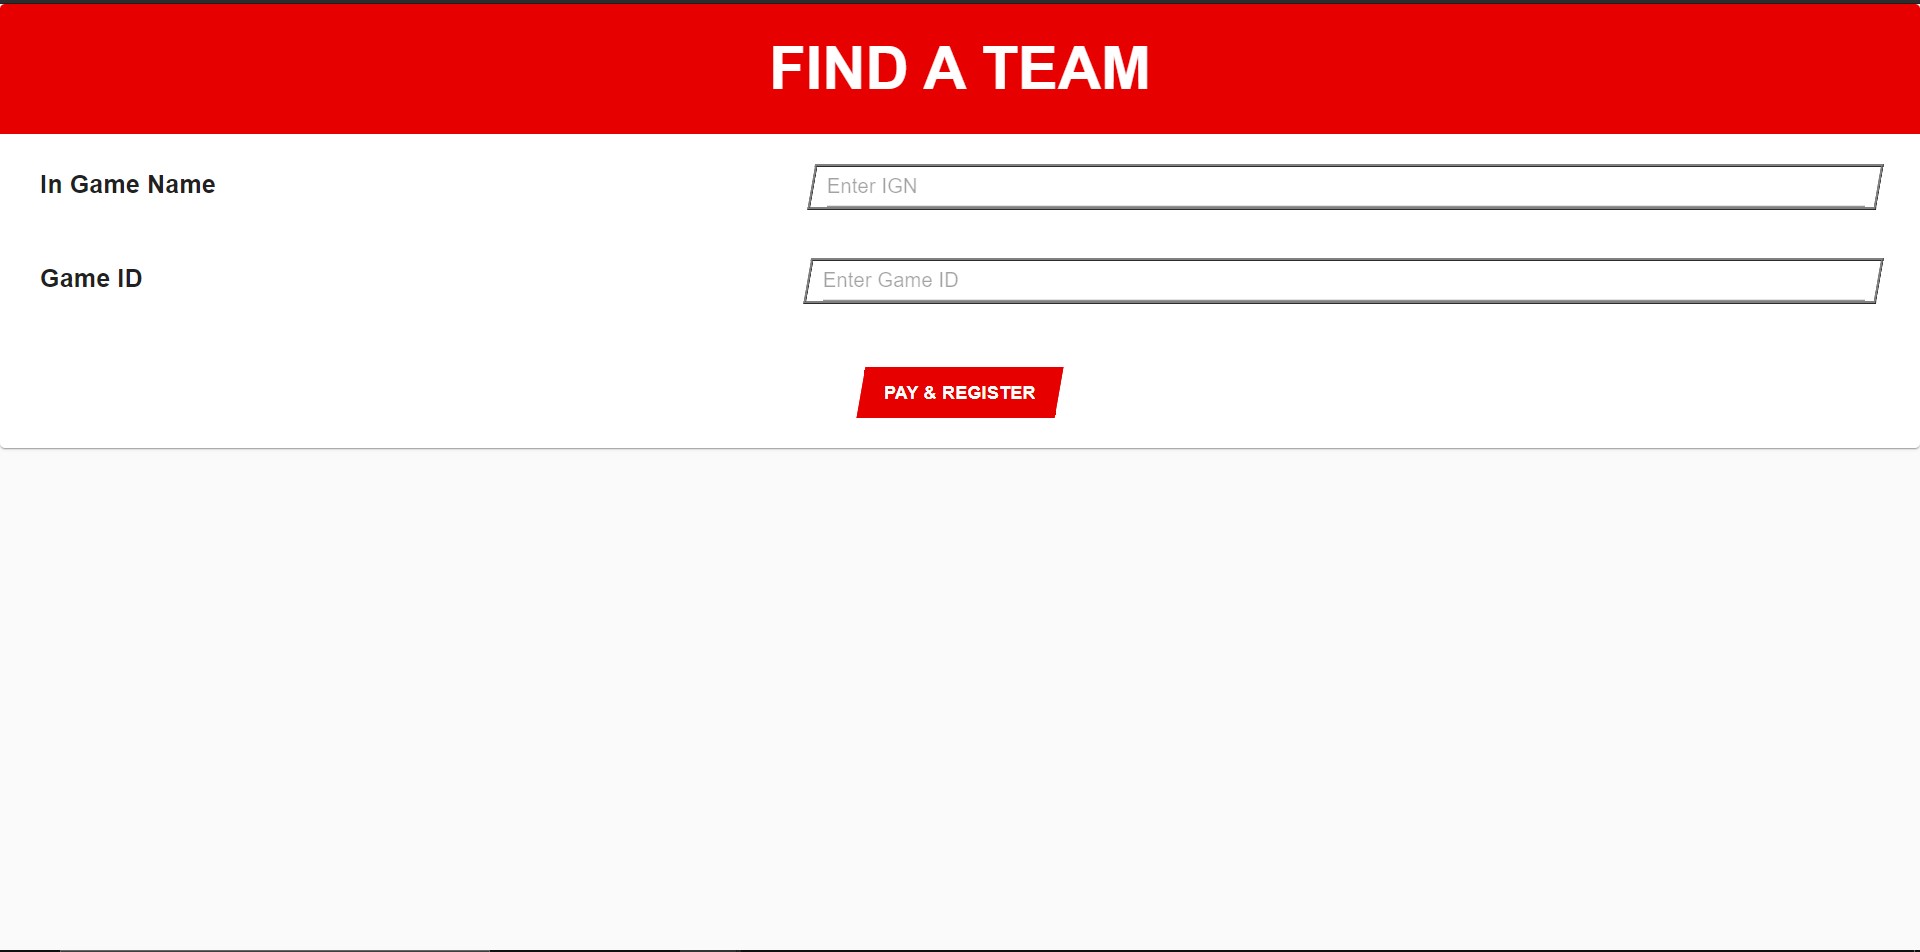 FIND A TEAM
In Game Name
Enter IGN
Game ID
Enter Game ID
PAY & REGISTER